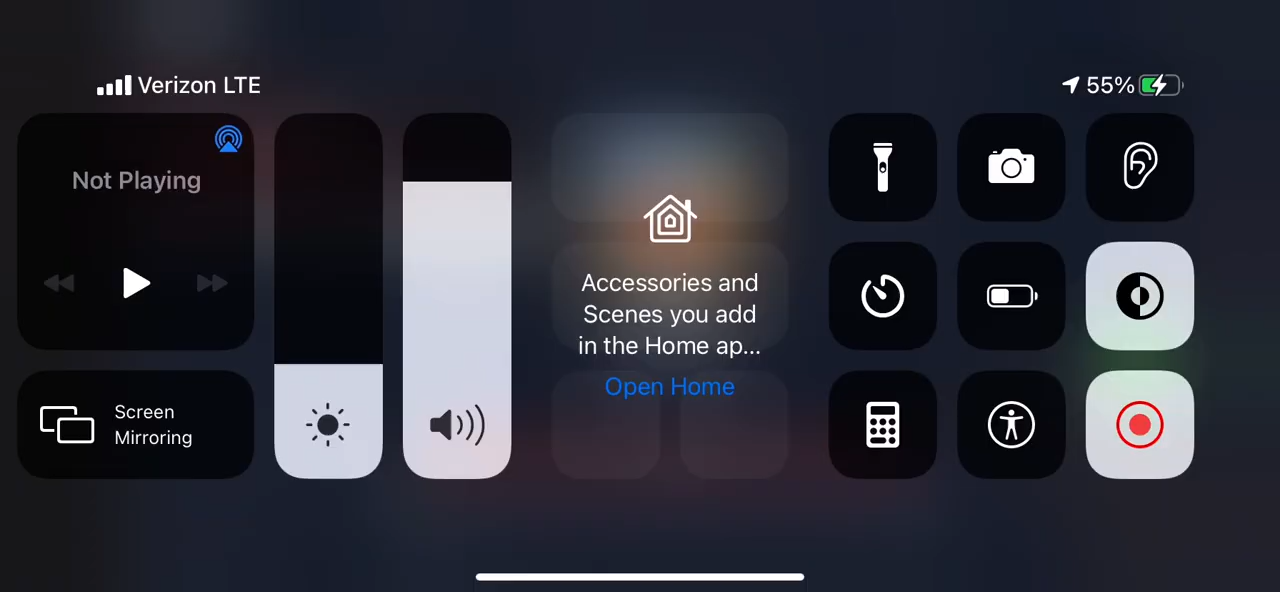 Verizon LTE
55%
Not Playing
Screen
Mirroring
Accessories and
Scenes you add
in the Home ap...
Open Home